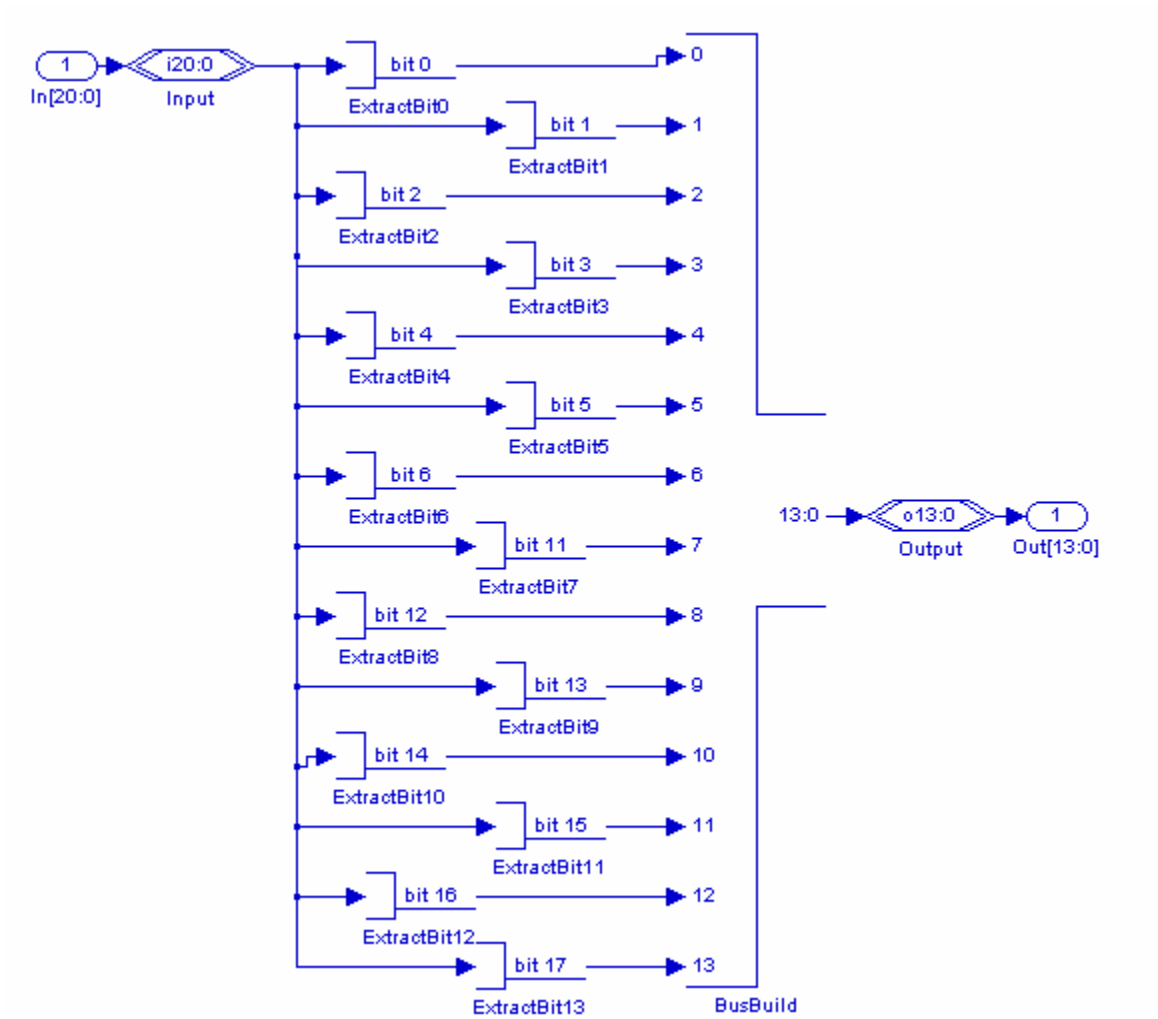 1
i20:0
In[20:0]
Input
bit 0
ExtractBit0
0
bit 1
ExtractBit1
1
bit 2
ExtractBit2
2
bit 3
ExtractBit3
3
bit 4
ExtractBit4
4
bit 5
ExtractBit5
5
bit 6
ExtractBit6
6
13:0
o13:0
1
Output
Out[13:0]
bit 11
ExtractBit7
7
bit 12
ExtractBit8
8
bit 13
ExtractBit9
9
bit 14
ExtractBit10
10
bit 15
ExtractBit11
11
bit 16
ExtractBit12
12
bit 17
ExtractBit13
13
BusBuild